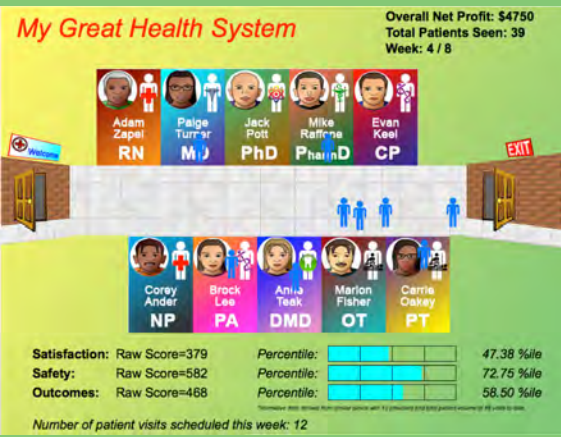 My Great Health System
Overall Net Profit: $4750
Total Patients Seen: 39
Week: 4 / 8
Adam Zapel
RN
Paige Turner
MD
Jack Pott
PhD
Mike Raffone
PharmD
Evan Keel
CP
Welcome
EXIT
Corey Ander
NP
Brock Lee
PA
Anna Teak
DMD
Marlon Fisher
OT
Carrie Oakey
PT
Satisfaction: Raw Score=379 Percentile: 47.38 %ile
Safety: Raw Score=582 Percentile: 72.75 %ile
Outcomes: Raw Score=468 Percentile: 58.50 %ile
Number of patient visits scheduled this week: 12